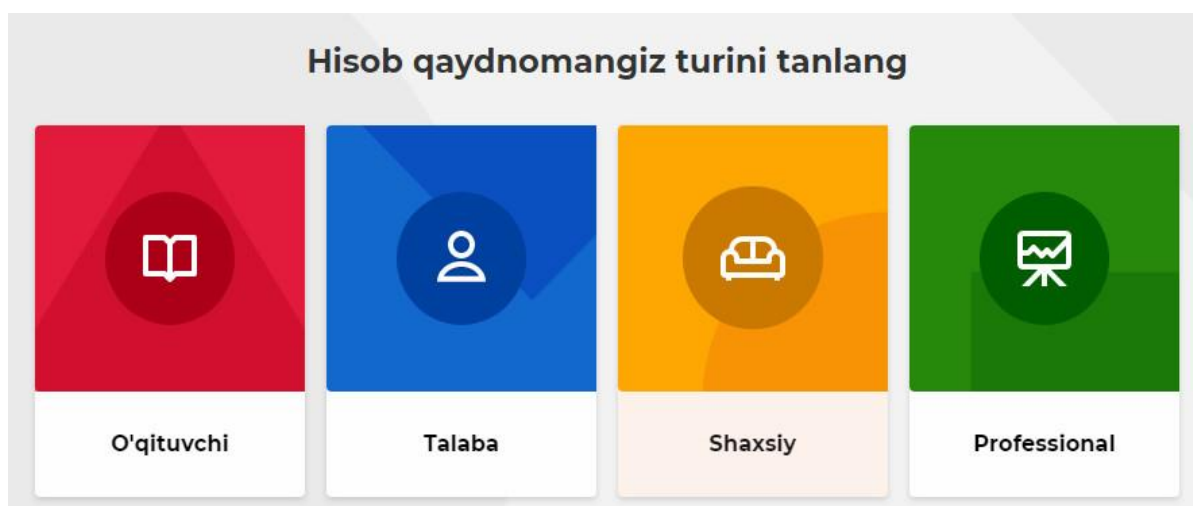 Hisob qaydnomangiz turini tanlang
O'qituvchi
Talaba
Shaxsiy
Professional